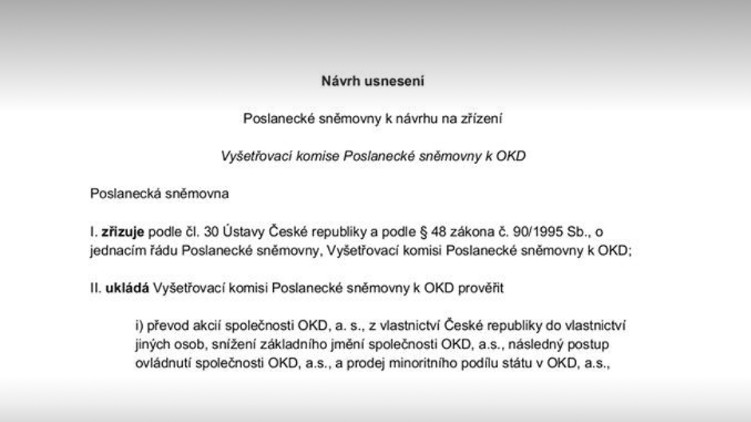 Návrh usnesení
Poslanecké sněmovny k návrhu na zřízení
Vyšetřovací komise Poslanecké sněmovny k OKD
Poslanecká sněmovna
I. zřizuje podle čl. 30 Ústavy České republiky a podle § 48 zákona č. 90/1995 Sb., o
jednacím řádu Poslanecké sněmovny, Vyšetřovací komisi Poslanecké sněmovny k OKD;
II. ukládá Vyšetřovací komisi Poslanecké sněmovny k OKD prověřit
i) převod akcií společnosti OKD, a. s., z vlastnictví České republiky do vlastnictví
jiných osob, snížení základního jmění společnosti OKD, a.s., následný postup
ovládnutí společnosti OKD, a.s., a prodej minoritního podílu státu v OKD, a.s.,